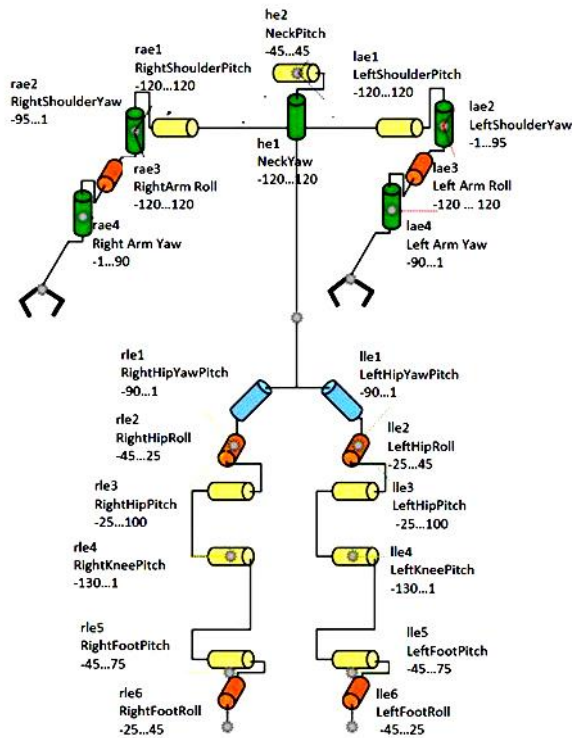 he2
NeckPitch
-45...45
rae1
RightShoulderPitch
-120...120
lae1
LeftShoulderPitch
-120...120
rae2
RightShoulderYaw
-95...1
lae2
LeftShoulderYaw
-1...95
he1
NeckYaw
-120...120
rae3
RightArm Roll
-120...120
lae3
Left Arm Roll
-120 ... 120
rae4
Right Arm Yaw
-1...90
lae4
Left Arm Yaw
-90...1
rle1
RightHipYawPitch
-90...1
lle1
LeftHipYawPitch
-90...1
rle2
RightHipRoll
-45...25
lle2
LeftHipRoll
-25...45
rle3
RightHipPitch
-25...100
lle3
LeftHipPitch
-25...100
rle4
RightKneePitch
-130...1
lle4
LeftKneePitch
-130...1
rle5
RightFootPitch
-45...75
lle5
LeftFootPitch
-45...75
rle6
RightFootRoll
-25...45
lle6
LeftFootRoll
-45...25